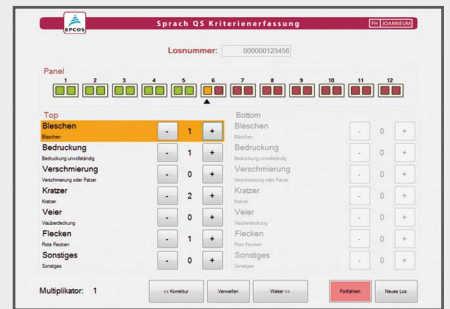 EPCOS
Sprach QS Kriterienerfassung
FH JOANNEUM
Losnummer: 000000123456
Panel
1 2 3 4 5 6 7 8 9 10 11 12
Top Bottom
Bleschen - 1 + Bleschen - 0 +
Bleschen Bleschen
Bedruckung - 1 + Bedruckung - 0 +
Bedruckung unvollständig Bedruckung unvollständig
Verschmierung - 0 + Verschmierung - 0 +
Verschmierung oder Patzer Verschmierung oder Patzer
Kratzer - 2 + Kratzer - 0 +
Kratzer Kratzer
Veier - 0 + Veier - 0 +
Vaüberdeckung Vaüberdeckung
Flecken - 1 + Flecken - 0 +
Rote Flecken Rote Flecken
Sonstiges - 0 + Sonstiges - 0 +
Sonstiges Sonstiges
Multiplikator: 1 << Korrektur Verwerfen Weiter >> Fortfahren Neues Los